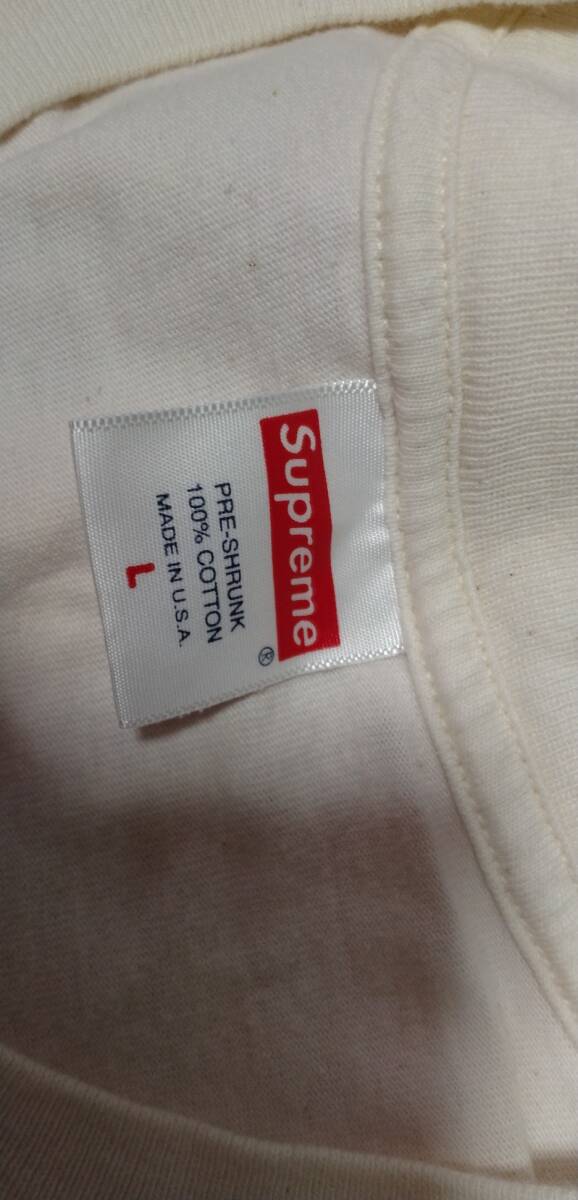 Supreme
®
PRE-SHRUNK
100% COTTON
MADE IN U.S.A.
L